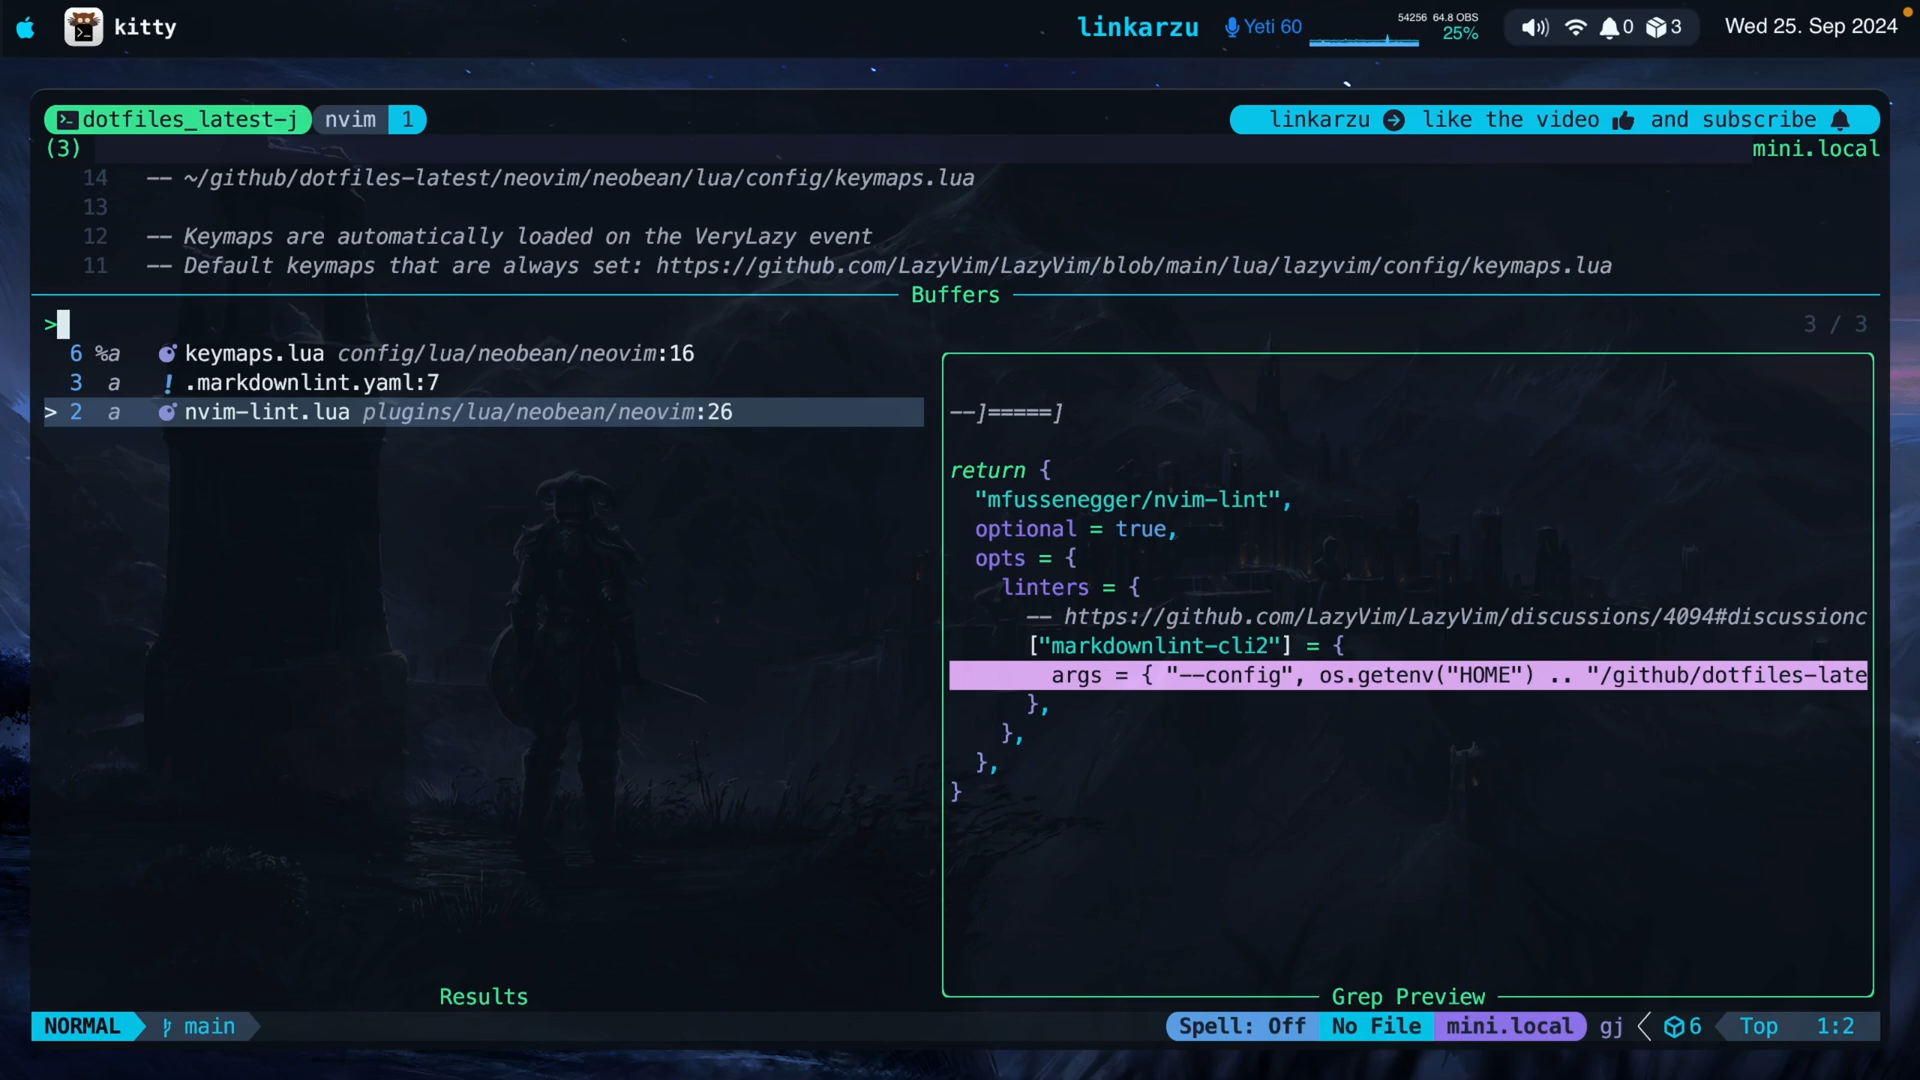 kitty
linkarzu
Yeti 60
54256 64.8 OBS
25%
0
3
Wed 25. Sep 2024
dotfiles_latest-j nvim 1
linkarzu like the video and subscribe
(3)
mini.local
14 -- ~/github/dotfiles-latest/neovim/neobean/lua/config/keymaps.lua
13
12 -- Keymaps are automatically loaded on the VeryLazy event
11 -- Default keymaps that are always set: https://github.com/LazyVim/LazyVim/blob/main/lua/lazyvim/config/keymaps.lua
Buffers
>
3 / 3
6 %a keymaps.lua config/lua/neobean/neovim:16
3 a ! .markdownlint.yaml:7
> 2 a nvim-lint.lua plugins/lua/neobean/neovim:26
--]=====]
return {
"mfussenegger/nvim-lint",
optional = true,
opts = {
linters = {
-- https://github.com/LazyVim/LazyVim/discussions/4094#discussionc
["markdownlint-cli2"] = {
args = { "--config", os.getenv("HOME") .. "/github/dotfiles-late
},
},
},
}
Results
Grep Preview
NORMAL main
Spell: Off No File mini.local gj 6 Top 1:2